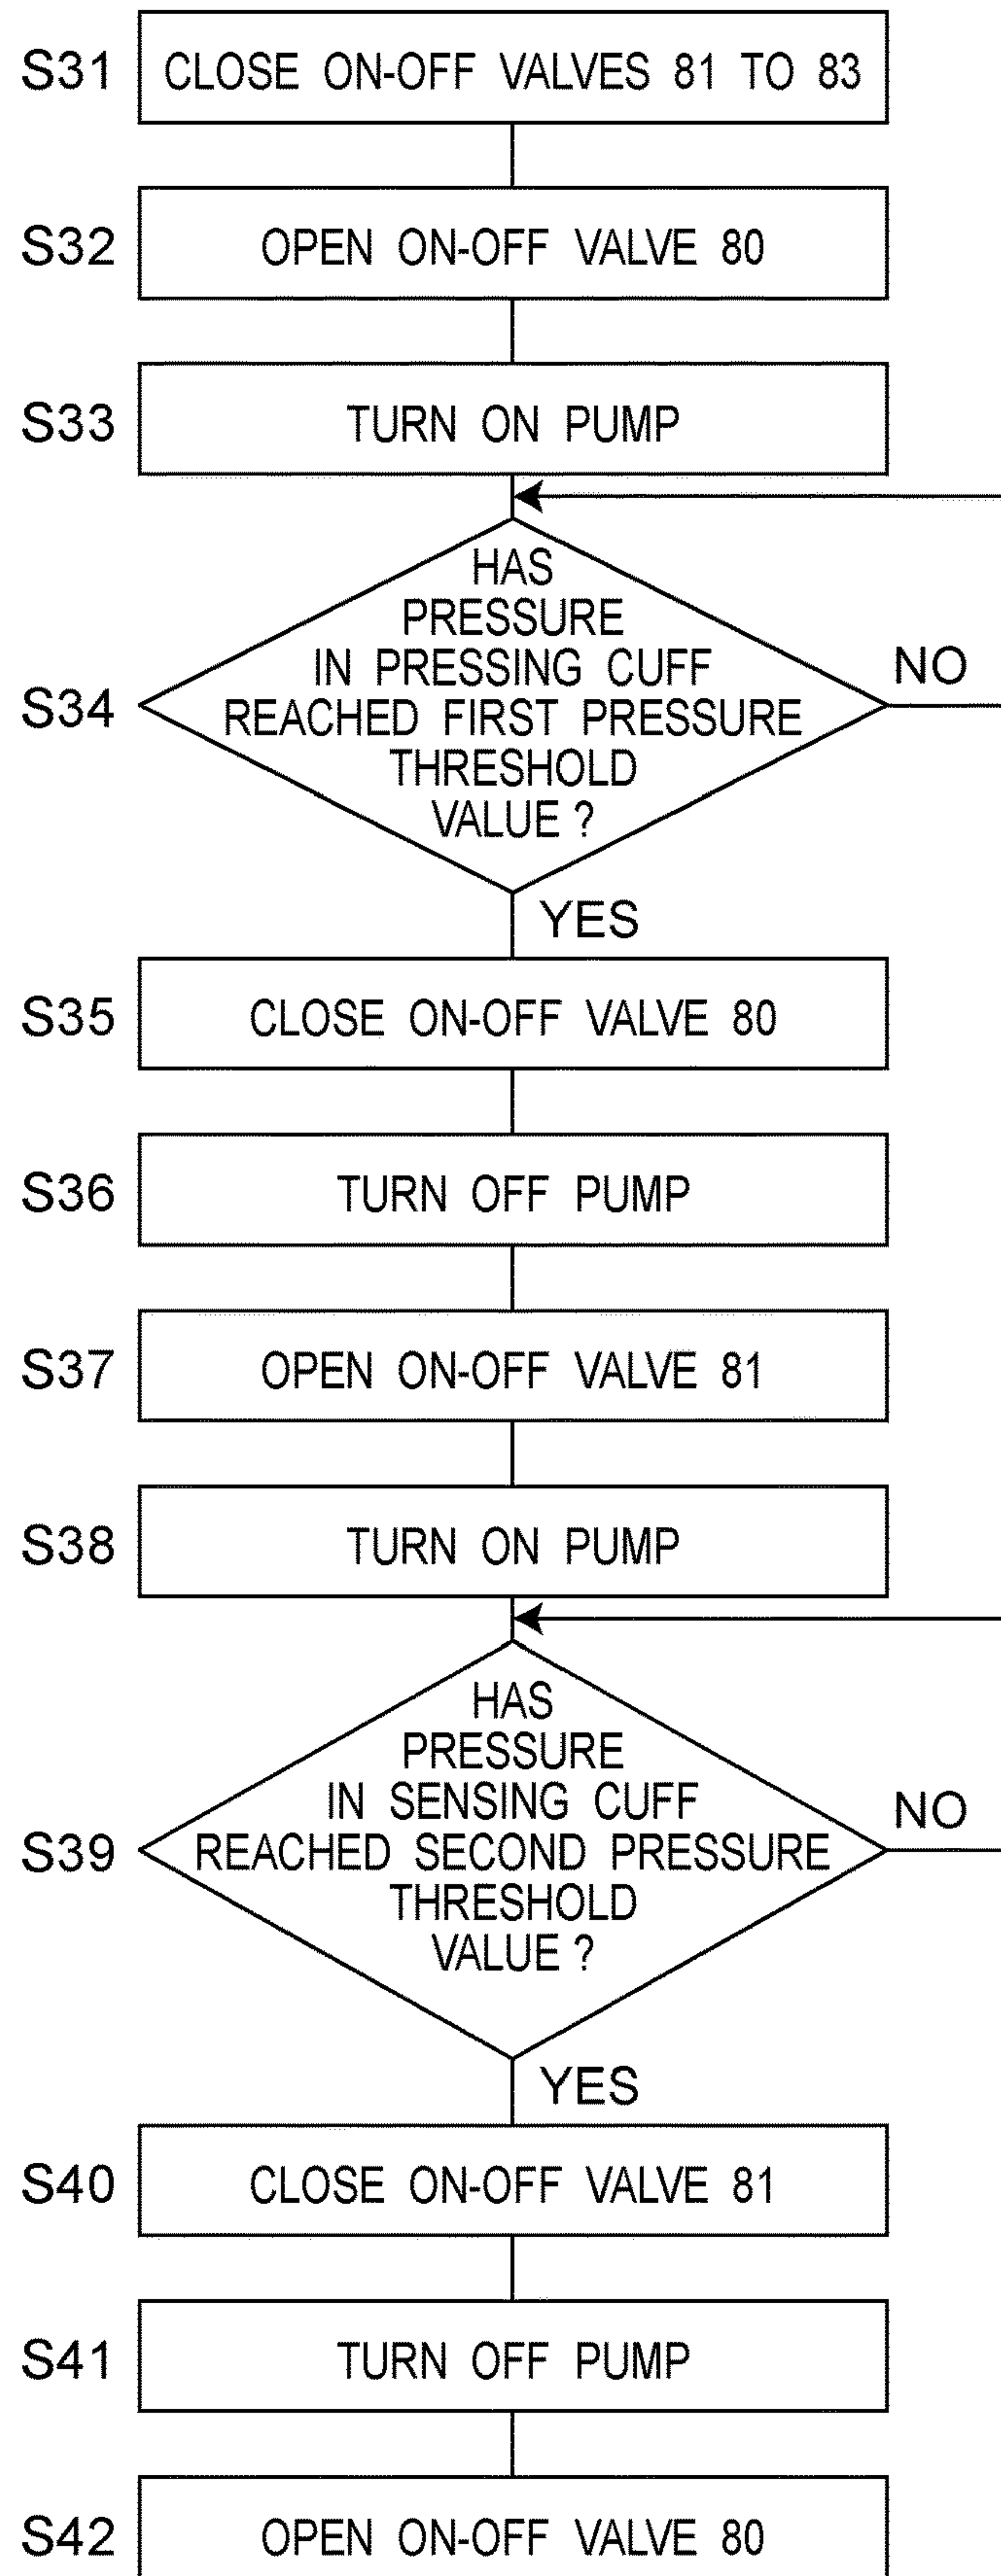 S31 CLOSE ON-OFF VALVES 81 TO 83
S32 OPEN ON-OFF VALVE 80
S33 TURN ON PUMP
HAS
PRESSURE
IN PRESSING CUFF
NO
S34 REACHED FIRST PRESSURE
THRESHOLD
VALUE ?
YES
S35 CLOSE ON-OFF VALVE 80
S36 TURN OFF PUMP
S37 OPEN ON-OFF VALVE 81
S38 TURN ON PUMP
HAS
PRESSURE
IN SENSING CUFF
NO
S39 REACHED SECOND PRESSURE
THRESHOLD
VALUE ?
YES
S40 CLOSE ON-OFF VALVE 81
S41 TURN OFF PUMP
S42 OPEN ON-OFF VALVE 80